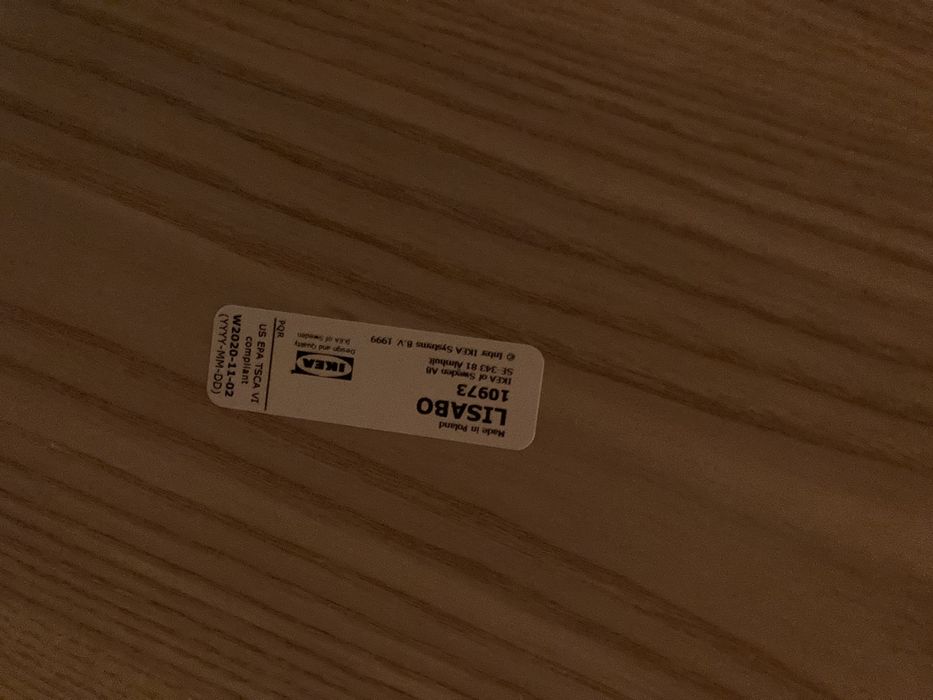 Made in Poland
LISABO
10973
IKEA of Sweden AB
SE-343 81 Älmhult
© Inter IKEA Systems B.V. 1999
IKEA
Design and Quality
IKEA of Sweden
PQR
US EPA TSCA VI
compliant
W2020-11-02
(YYYY-MM-DD)